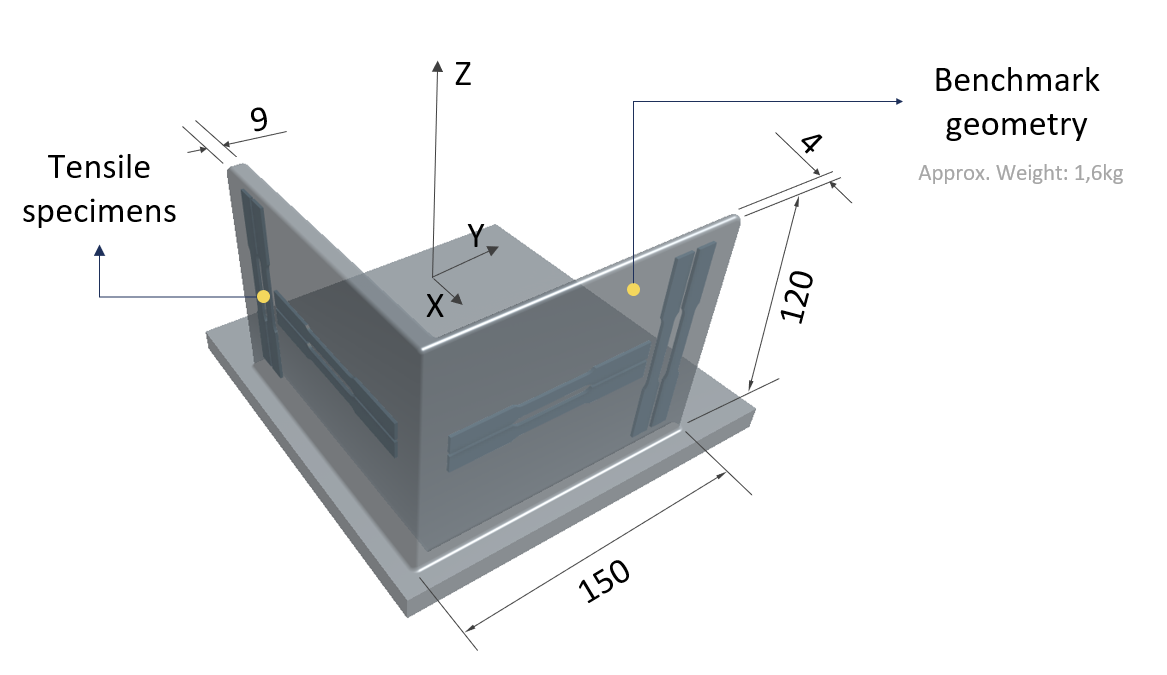 Z
Benchmark
geometry
Approx. Weight: 1,6kg
9
4
Tensile
specimens
Y
X
120
150